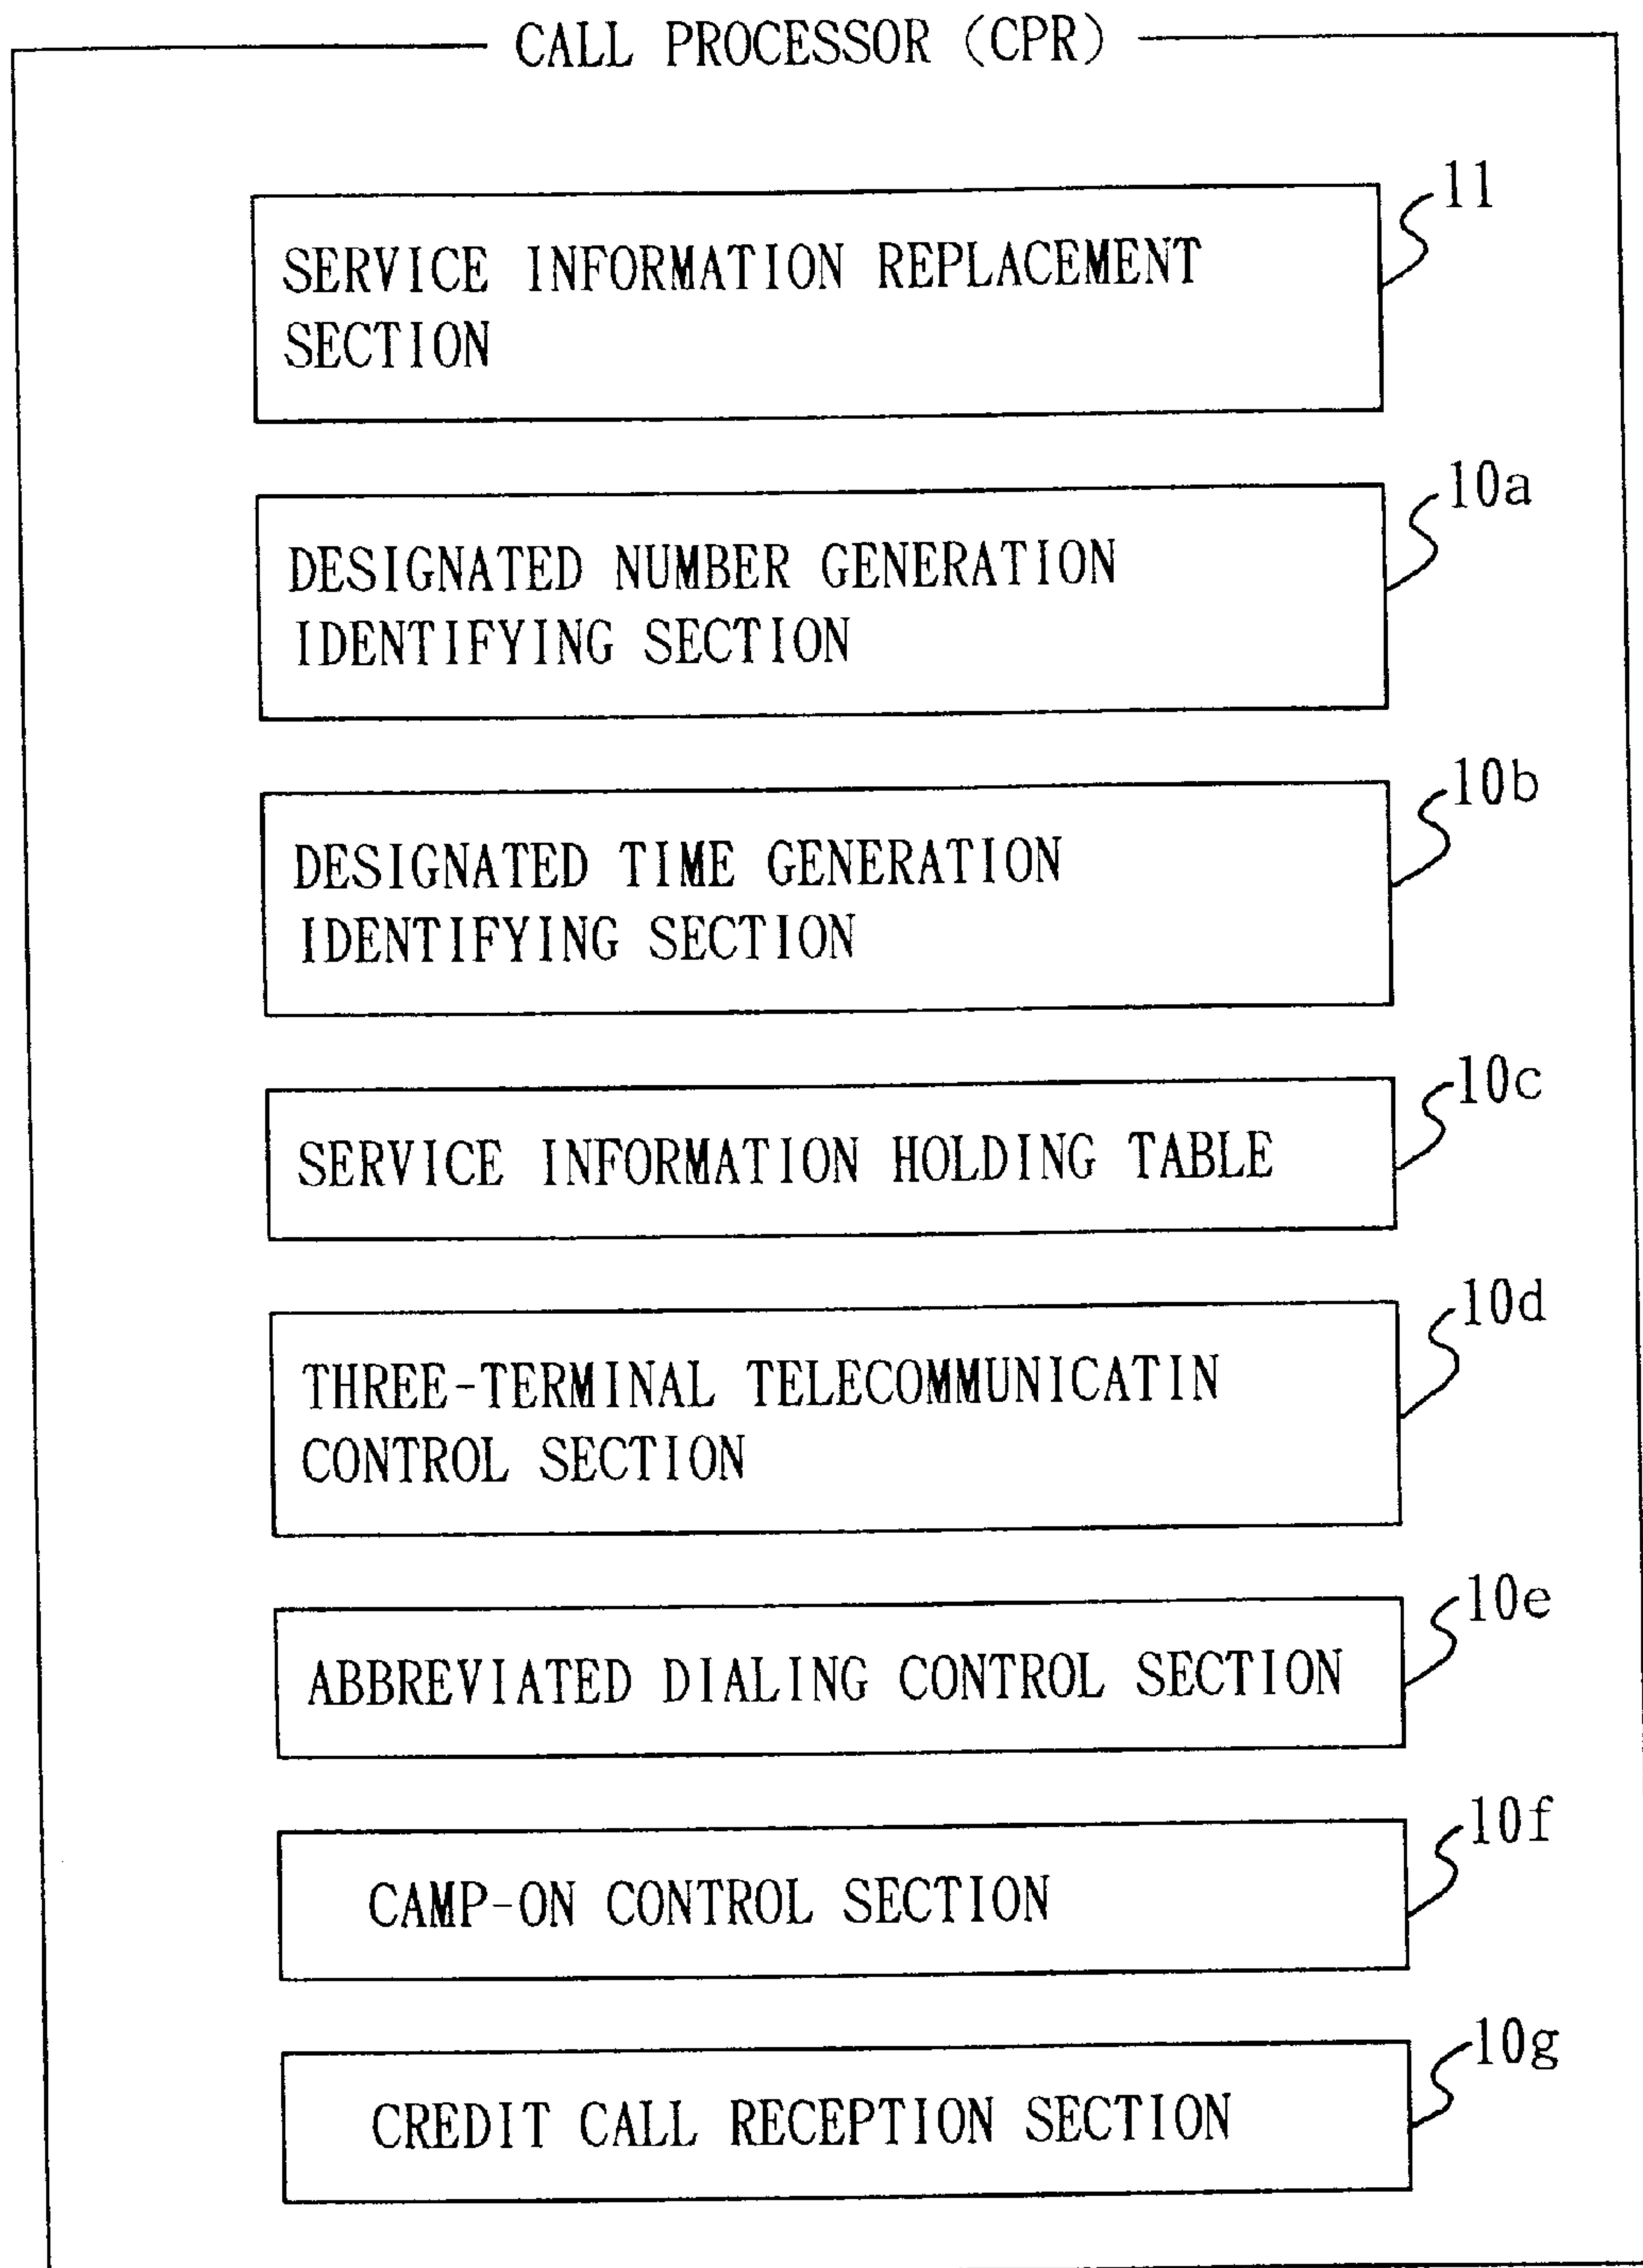 CALL PROCESSOR (CPR)
11
SERVICE INFORMATION REPLACEMENT
SECTION
10a
DESIGNATED NUMBER GENERATION
IDENTIFYING SECTION
10b
DESIGNATED TIME GENERATION
IDENTIFYING SECTION
10c
SERVICE INFORMATION HOLDING TABLE
10d
THREE-TERMINAL TELECOMMUNICATIN
CONTROL SECTION
10e
ABBREVIATED DIALING CONTROL SECTION
10f
CAMP-ON CONTROL SECTION
10g
CREDIT CALL RECEPTION SECTION